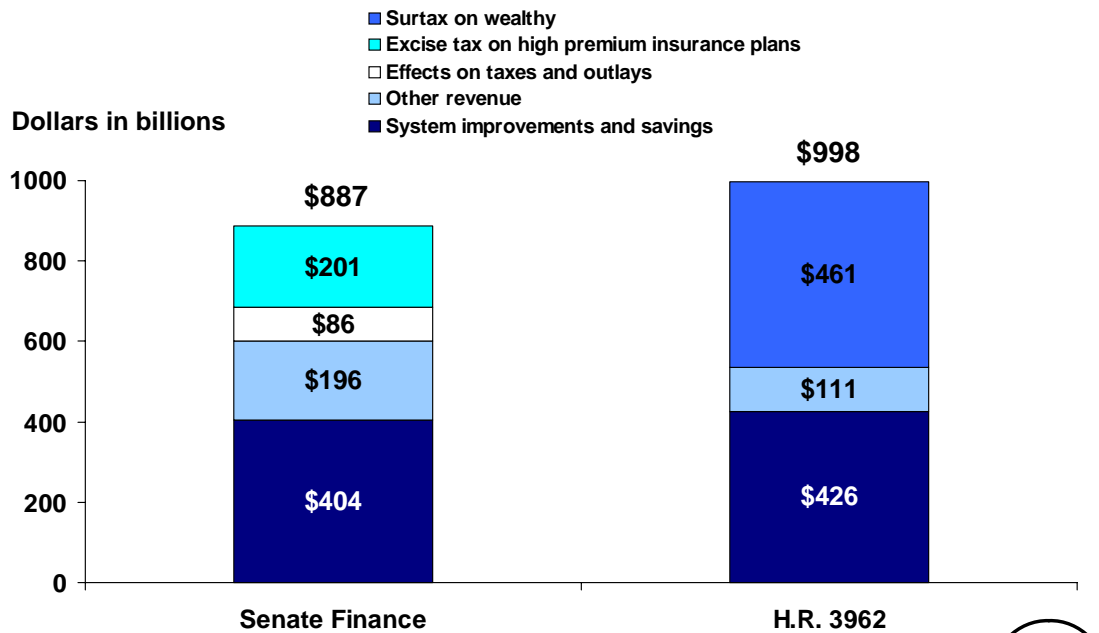 Surtax on wealthy
Excise tax on high premium insurance plans
Effects on taxes and outlays
Other revenue
System improvements and savings
Dollars in billions
$998
1000
$887
800
$201
$461
$86
600
$196
$111
400
$404
$426
200
0
Senate Finance
H.R. 3962